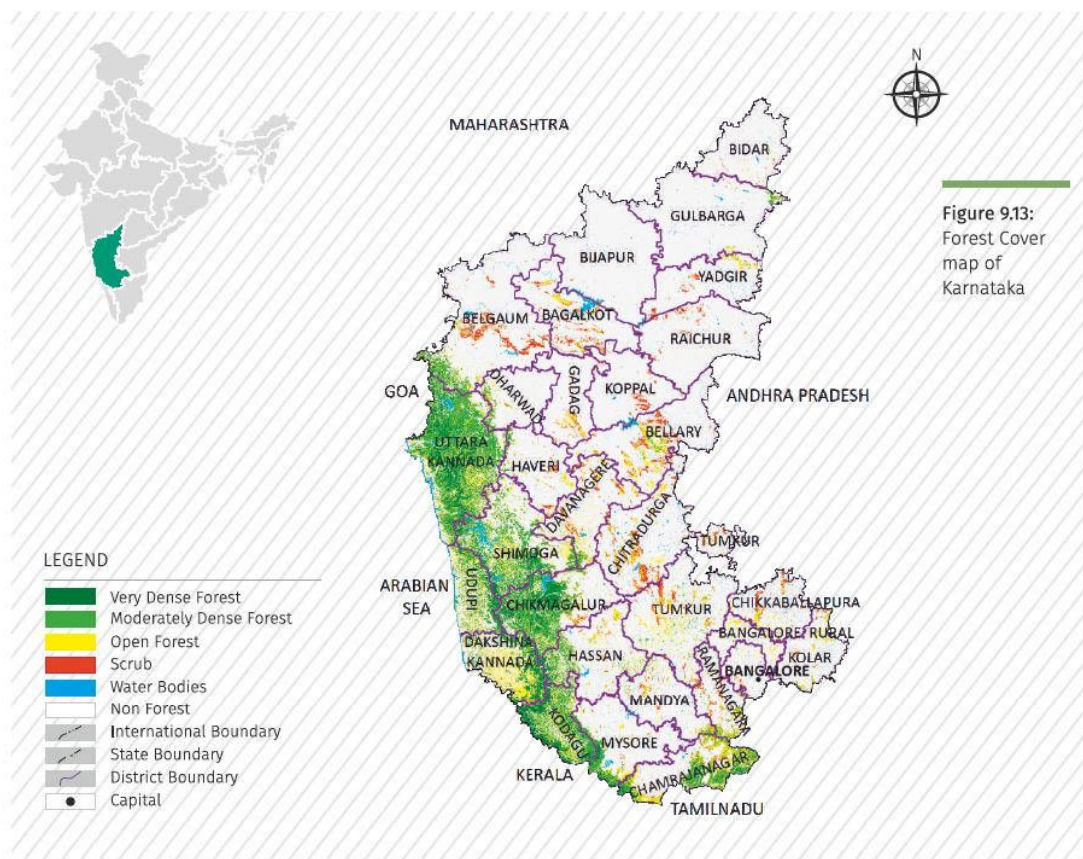 N
MAHARASHTRA
BIDAR
GULBARGA
Figure 9.13:
Forest Cover
map of
Karnataka
BIJAPUR
YADGIR
BELGAUM
BAGALKOT
RAICHUR
GOA
DHARWAD
GADAG
KOPPAL
ANDHRA PRADESH
BELLARY
UTTARA
KANNADA
HAVERI
DAVANAGERE
CHITRADURGA
TUMKUR
SHIMOGA
ARABIAN
SEA
UDUPI
CHIKMAGALUR
TUMKUR
CHIKKABALLAPURA
BANGALORE RURAL
DAKSHINA
KANNADA
HASSAN
RAMANAGARA
BANGALORE
KOLAR
MANDYA
KODAGU
MYSORE
CHAMRAJANAGAR
KERALA
TAMILNADU
LEGEND
Very Dense Forest
Moderately Dense Forest
Open Forest
Scrub
Water Bodies
Non Forest
International Boundary
State Boundary
District Boundary
Capital